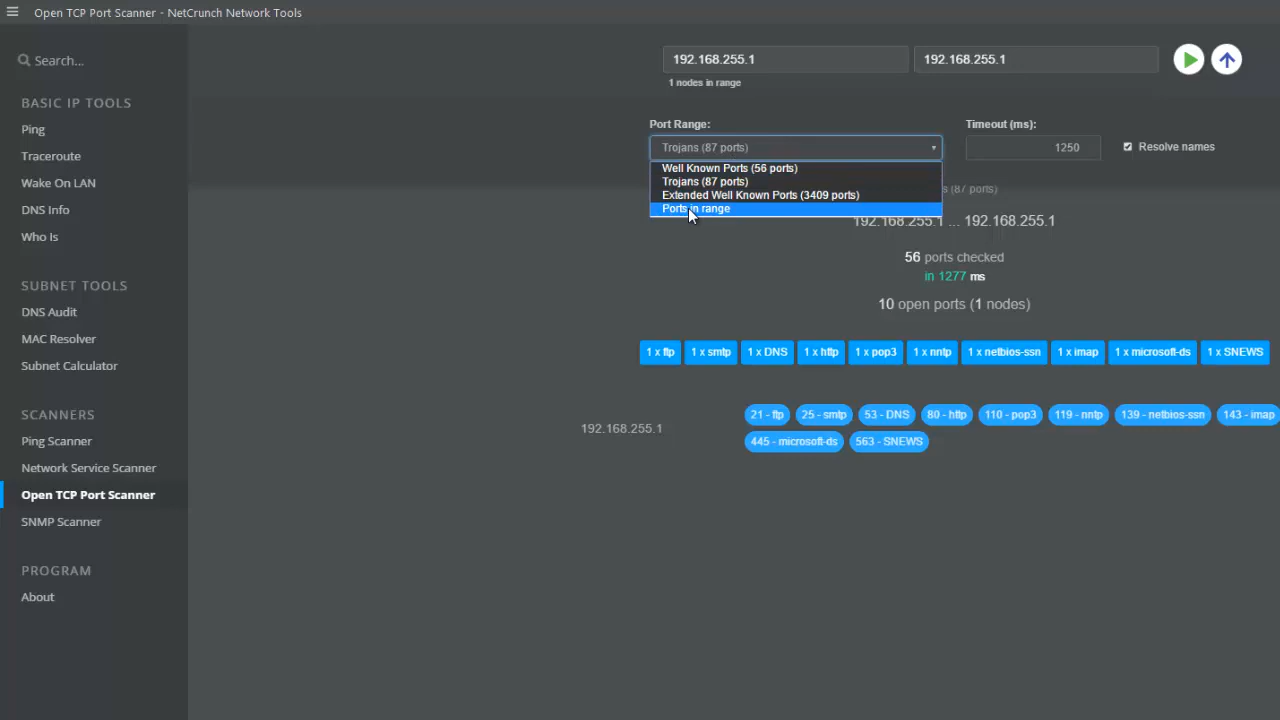 Open TCP Port Scanner - NetCrunch Network Tools
Search...
BASIC IP TOOLS
Ping
Traceroute
Wake On LAN
DNS Info
Who Is
SUBNET TOOLS
DNS Audit
MAC Resolver
Subnet Calculator
SCANNERS
Ping Scanner
Network Service Scanner
Open TCP Port Scanner
SNMP Scanner
PROGRAM
About
192.168.255.1 192.168.255.1
1 nodes in range
Port Range: Timeout (ms):
Trojans (87 ports) 1250 Resolve names
Well Known Ports (56 ports)
Trojans (87 ports)
Extended Well Known Ports (3409 ports)
Ports in range
(87 ports)
192.168.255.1 ... 192.168.255.1
56 ports checked
in 1277 ms
10 open ports (1 nodes)
1 x ftp 1 x smtp 1 x DNS 1 x http 1 x pop3 1 x nntp 1 x netbios-ssn 1 x imap 1 x microsoft-ds 1 x SNEWS
192.168.255.1
21 - ftp 25 - smtp 53 - DNS 80 - http 110 - pop3 119 - nntp 139 - netbios-ssn 143 - imap
445 - microsoft-ds 563 - SNEWS